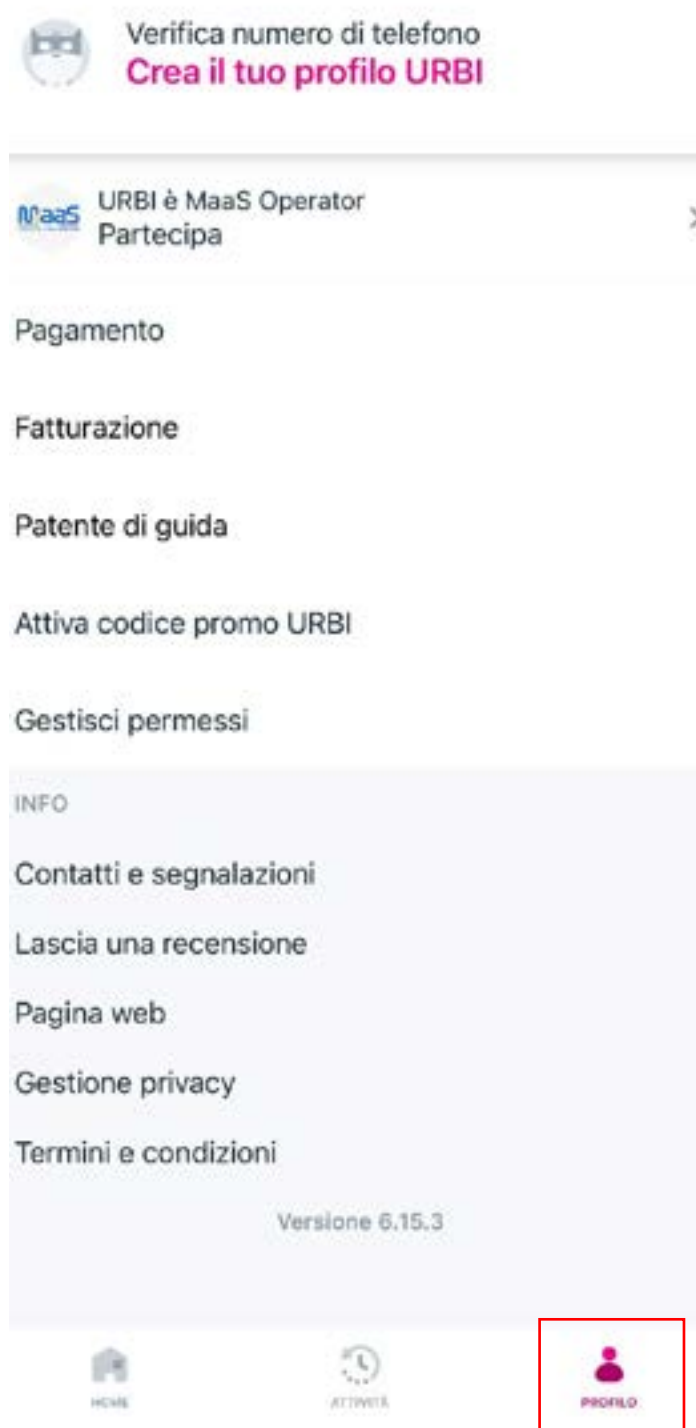 Verifica numero di telefono
Crea il tuo profilo URBI
MaaS
URBI è MaaS Operator
Partecipa
Pagamento
Fatturazione
Patente di guida
Attiva codice promo URBI
Gestisci permessi
INFO
Contatti e segnalazioni
Lascia una recensione
Pagina web
Gestione privacy
Termini e condizioni
Versione 6.15.3
HOME
ATTIVITÀ
PROFILO